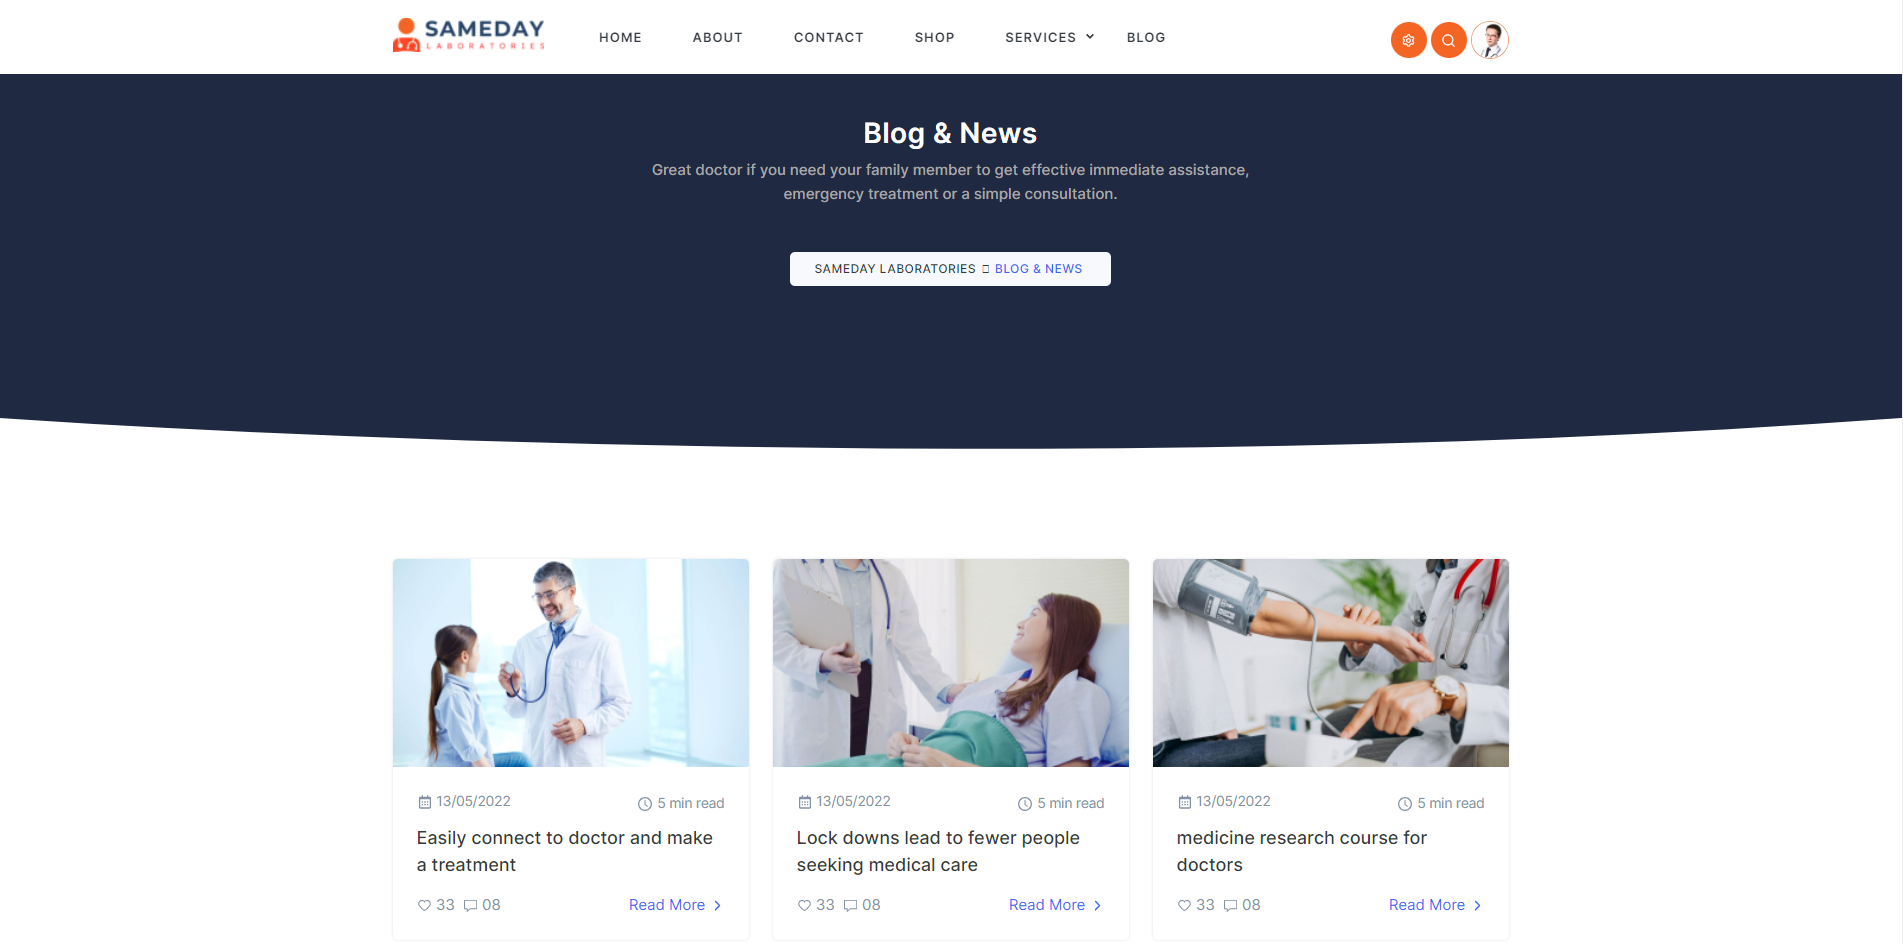 SAMEDAY
LABORATORIES
HOME ABOUT CONTACT SHOP SERVICES BLOG
Blog & News
Great doctor if you need your family member to get effective immediate assistance,
emergency treatment or a simple consultation.
SAMEDAY LABORATORIES BLOG & NEWS
13/05/2022 5 min read
Easily connect to doctor and make
a treatment
33 08 Read More
13/05/2022 5 min read
Lock downs lead to fewer people
seeking medical care
33 08 Read More
13/05/2022 5 min read
medicine research course for
doctors
33 08 Read More